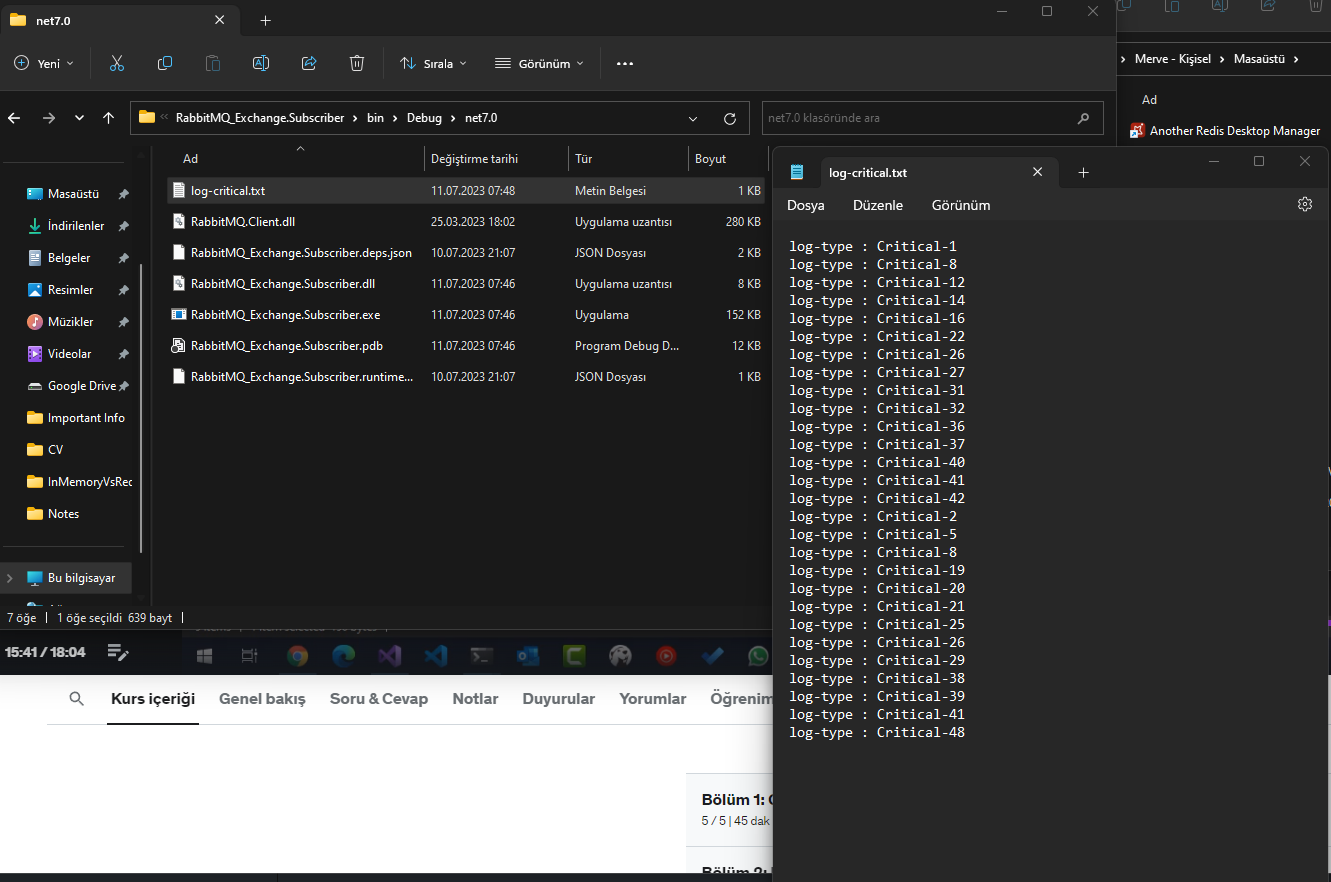 net7.0
Yeni
Sırala
Görünüm
RabbitMQ_Exchange.Subscriber > bin > Debug > net7.0
net7.0 klasöründe ara
Merve - Kişisel > Masaüstü >
Ad
Another Redis Desktop Manager
Ad Değiştirme tarihi Tür Boyut
log-critical.txt 11.07.2023 07:48 Metin Belgesi 1 KB
RabbitMQ.Client.dll 25.03.2023 18:02 Uygulama uzantısı 280 KB
RabbitMQ_Exchange.Subscriber.deps.json 10.07.2023 21:07 JSON Dosyası 2 KB
RabbitMQ_Exchange.Subscriber.dll 11.07.2023 07:46 Uygulama uzantısı 8 KB
RabbitMQ_Exchange.Subscriber.exe 11.07.2023 07:46 Uygulama 152 KB
RabbitMQ_Exchange.Subscriber.pdb 11.07.2023 07:46 Program Debug D... 12 KB
RabbitMQ_Exchange.Subscriber.runtime... 10.07.2023 21:07 JSON Dosyası 1 KB
Masaüstü
İndirilenler
Belgeler
Resimler
Müzikler
Videolar
Google Drive
Important Info
CV
InMemoryVsRec
Notes
Bu bilgisayar
7 öğe | 1 öğe seçildi 639 bayt |
log-critical.txt
Dosya Düzenle Görünüm
log-type : Critical-1
log-type : Critical-8
log-type : Critical-12
log-type : Critical-14
log-type : Critical-16
log-type : Critical-22
log-type : Critical-26
log-type : Critical-27
log-type : Critical-31
log-type : Critical-32
log-type : Critical-36
log-type : Critical-37
log-type : Critical-40
log-type : Critical-41
log-type : Critical-42
log-type : Critical-2
log-type : Critical-5
log-type : Critical-8
log-type : Critical-19
log-type : Critical-20
log-type : Critical-21
log-type : Critical-25
log-type : Critical-26
log-type : Critical-29
log-type : Critical-38
log-type : Critical-39
log-type : Critical-41
log-type : Critical-48
15:41 / 18:04
Kurs içeriği Genel bakış Soru & Cevap Notlar Duyurular Yorumlar Öğrenim
Bölüm 1:
5 / 5 | 45 dak
Bölüm 2: